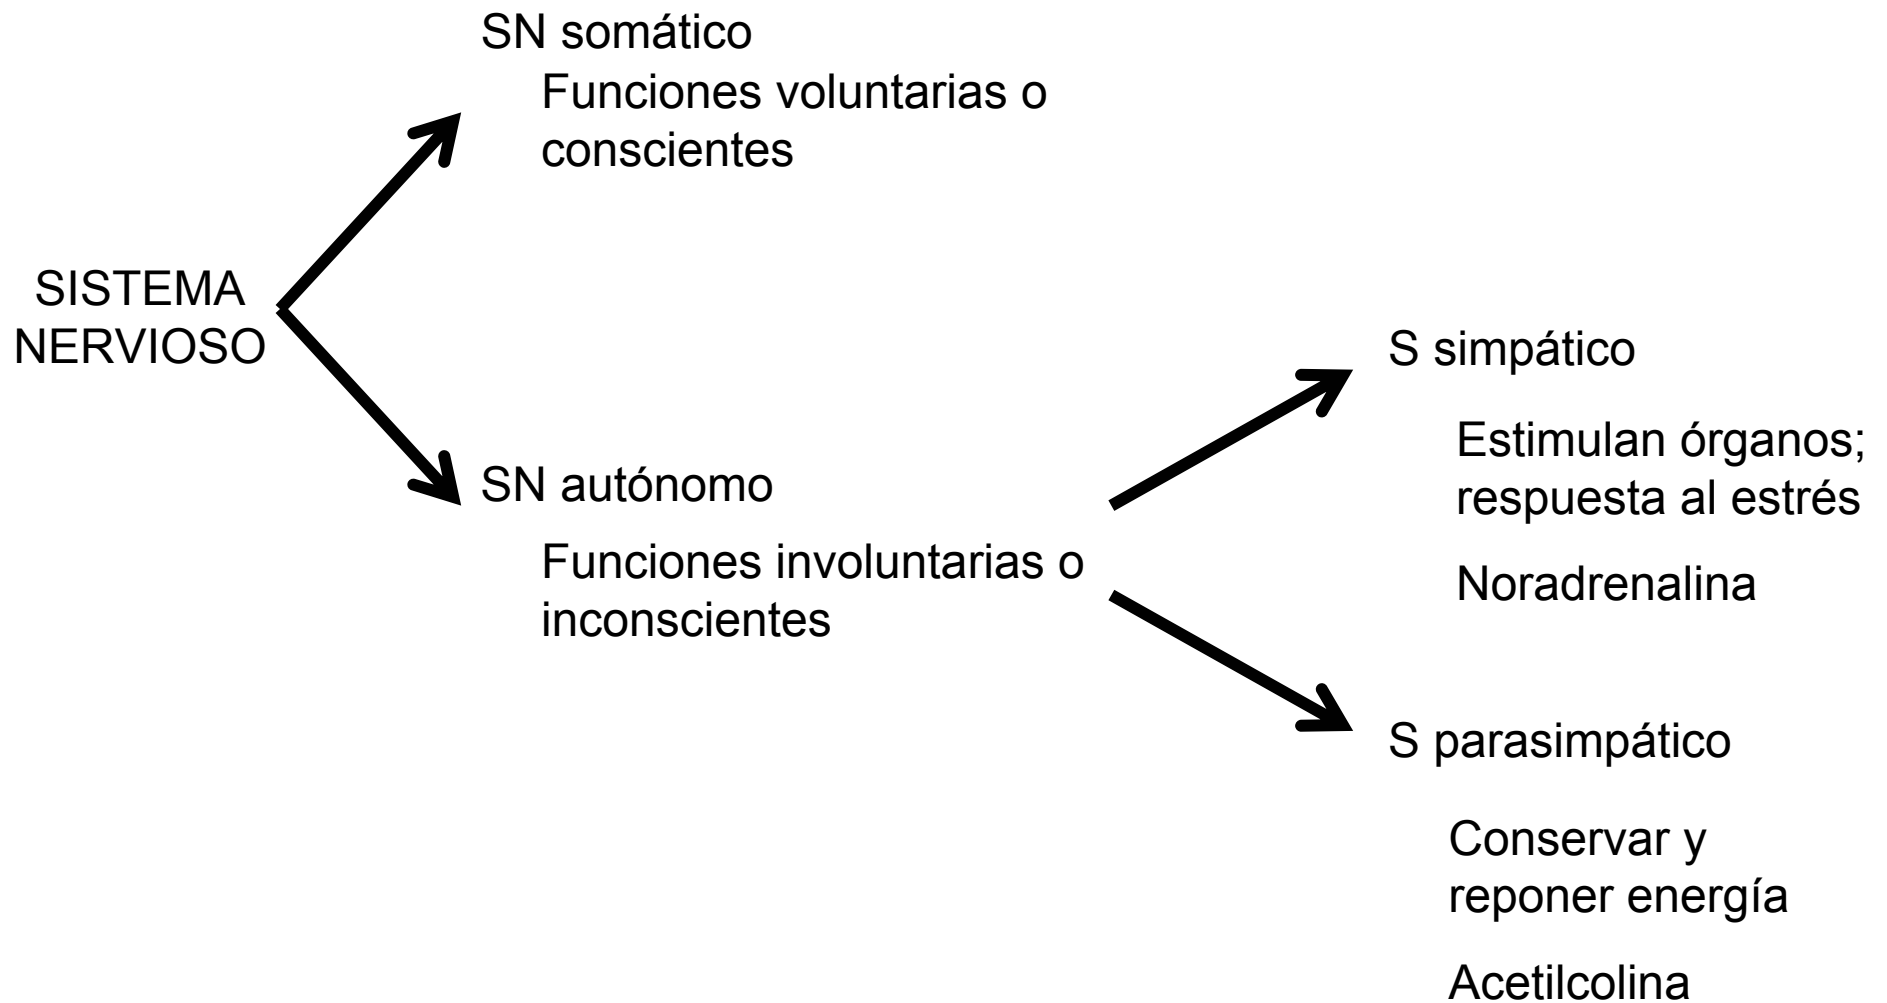 SN somático
Funciones voluntarias o
conscientes
SISTEMA
NERVIOSO
SN autónomo
Funciones involuntarias o
inconscientes
S simpático
Estimulan órganos;
respuesta al estrés
Noradrenalina
S parasimpático
Conservar y
reponer energía
Acetilcolina